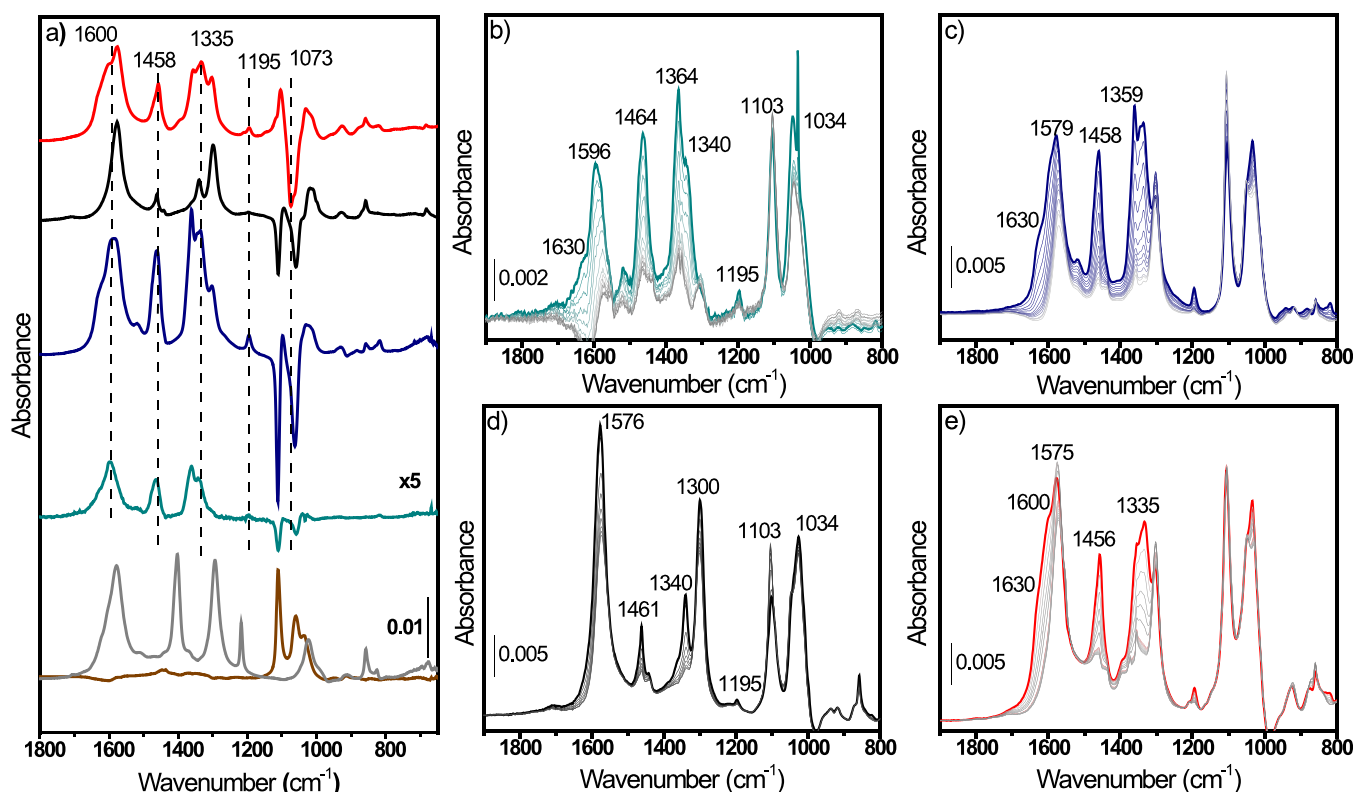 a)
1600
1458
1335
1195
1073
x5
0.01
Absorbance
1800 1600 1400 1200 1000 800
Wavenumber (cm-1)
b)
1596
1630
1464
1364
1340
1195
1103
1034
0.002
Absorbance
1800 1600 1400 1200 1000 800
Wavenumber (cm-1)
c)
1630
1579
1458
1359
0.005
Absorbance
1800 1600 1400 1200 1000 800
Wavenumber (cm-1)
d)
1576
1461
1340
1300
1195
1103
1034
0.005
Absorbance
1800 1600 1400 1200 1000 800
Wavenumber (cm-1)
e)
1630
1600
1575
1456
1335
0.005
Absorbance
1800 1600 1400 1200 1000 800
Wavenumber (cm-1)